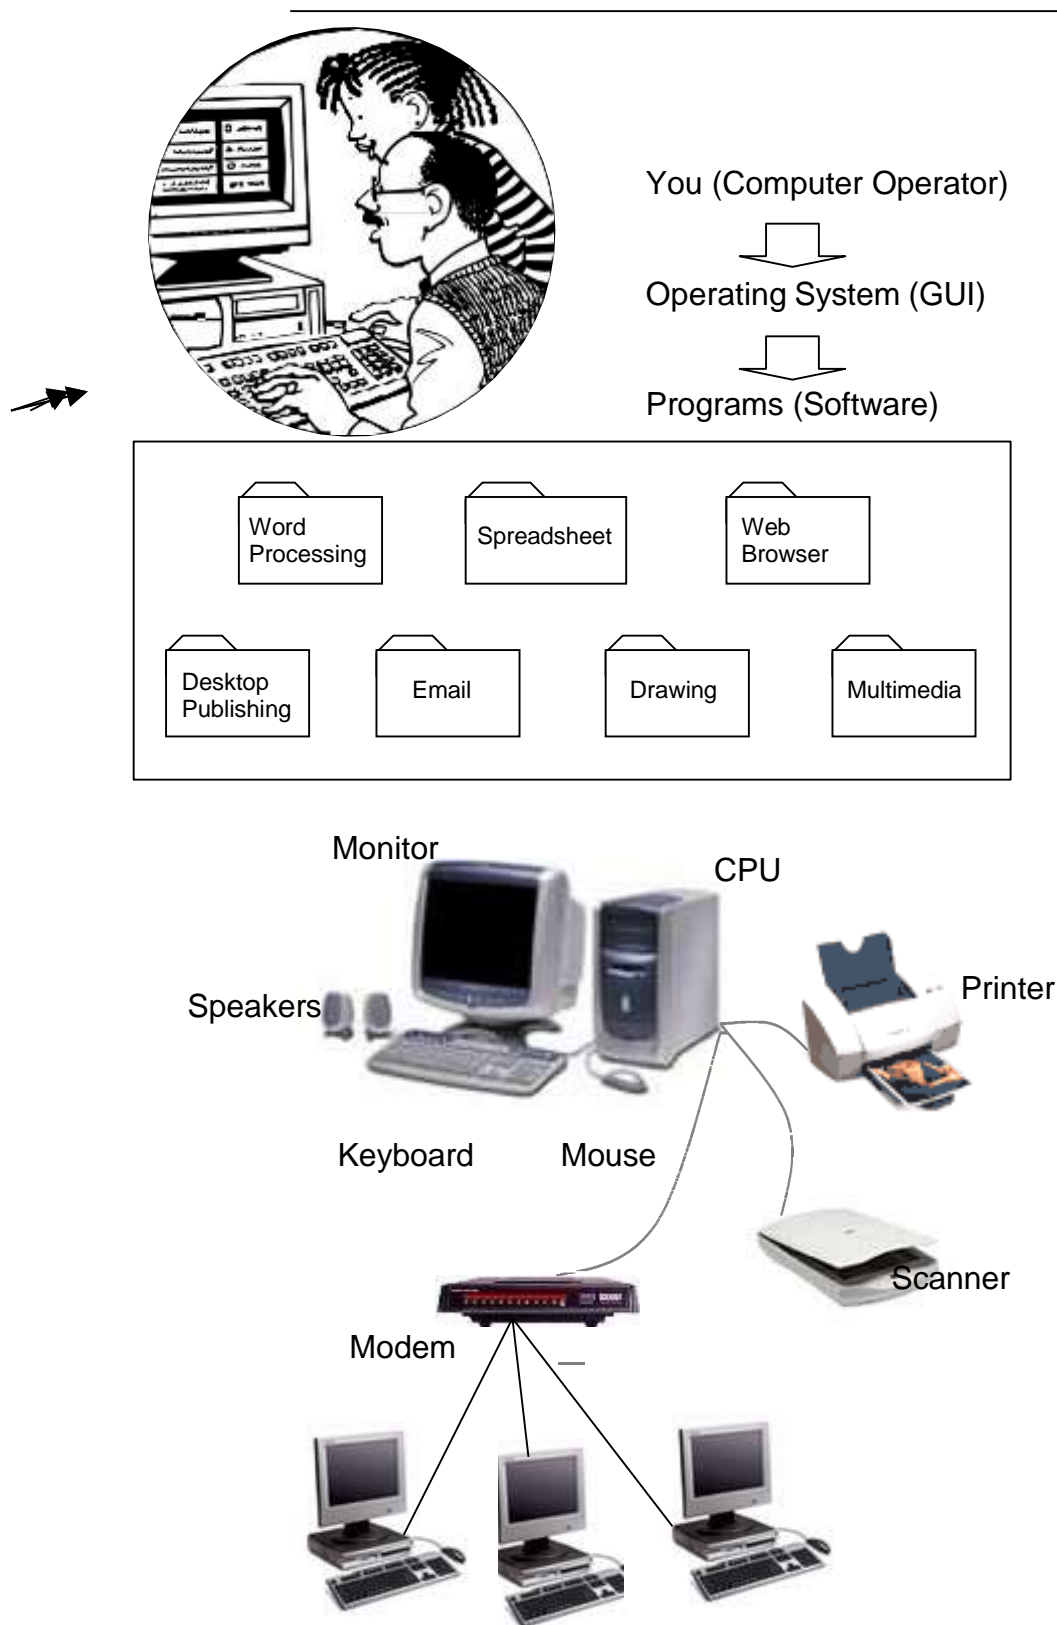 You (Computer Operator)
Operating System (GUI)
Programs (Software)
Word
Processing
Spreadsheet
Web
Browser
Desktop
Publishing
Email
Drawing
Multimedia
Monitor
CPU
Speakers
Printer
Keyboard
Mouse
Scanner
Modem